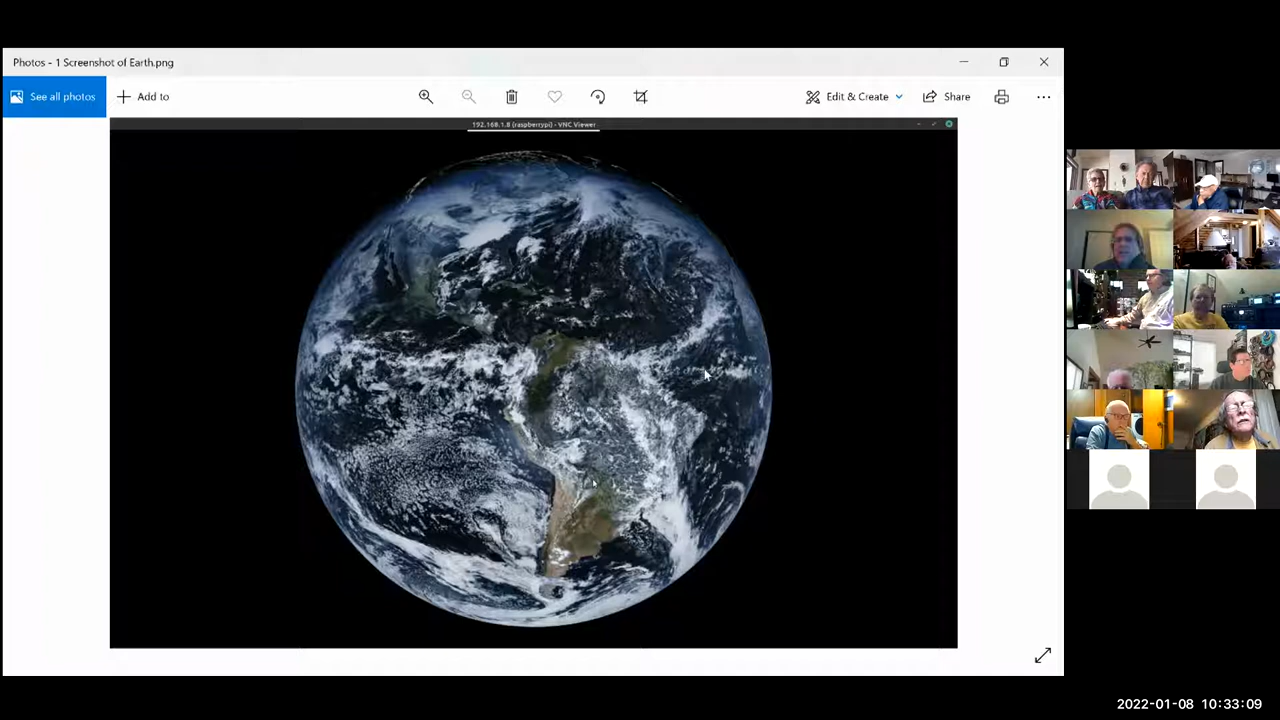 Photos - 1 Screenshot of Earth.png
See all photos
Add to
Edit & Create
Share
192.168.1.8 (raspberrypi) - VNC Viewer
2022-01-08 10:33:09